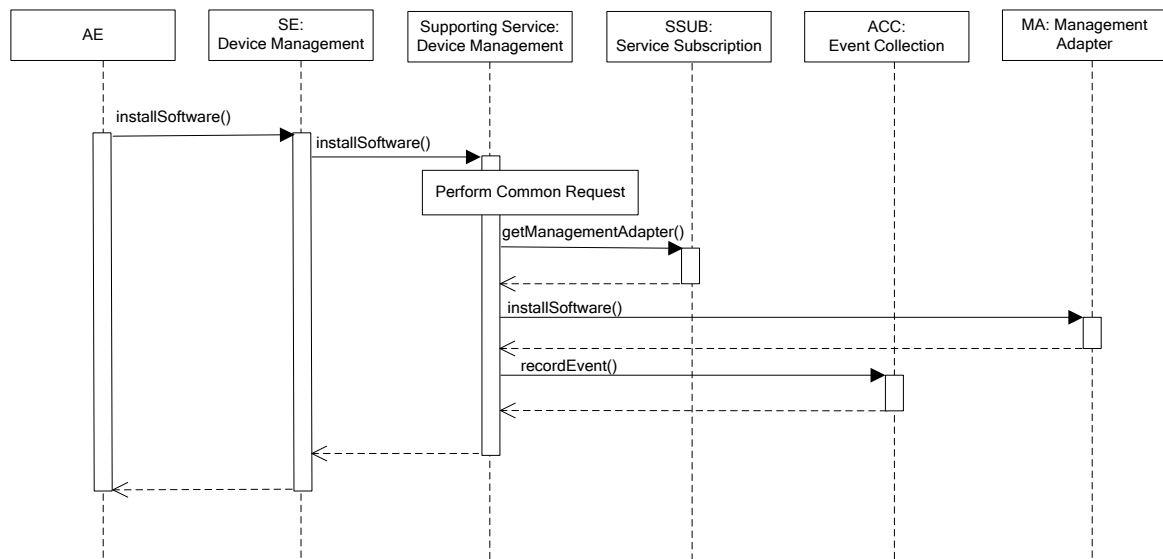 AE
SE:
Device Management
Supporting Service:
Device Management
SSUB:
Service Subscription
ACC:
Event Collection
MA: Management
Adapter
installSoftware()
installSoftware()
Perform Common Request
getManagementAdapter()
installSoftware()
recordEvent()